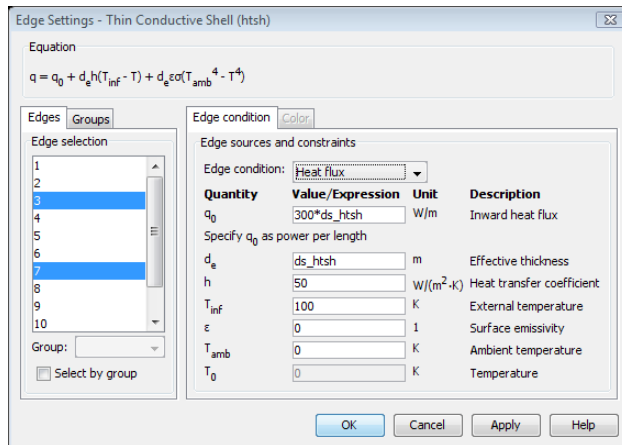 Edge Settings - Thin Conductive Shell (htsh)
Equation
q = q0 + deh(Tinf - T) + deεσ(Tamb^4 - T^4)
Edges Groups
Edge selection
1
2
3
4
5
6
7
8
9
10
Group:
Select by group
Edge condition Color
Edge sources and constraints
Edge condition: Heat flux
Quantity Value/Expression Unit Description
q0 300*ds_htsh W/m Inward heat flux
Specify q0 as power per length
de ds_htsh m Effective thickness
h 50 W/(m²·K) Heat transfer coefficient
Tinf 100 K External temperature
ε 0 1 Surface emissivity
Tamb 0 K Ambient temperature
T0 0 K Temperature
OK Cancel Apply Help